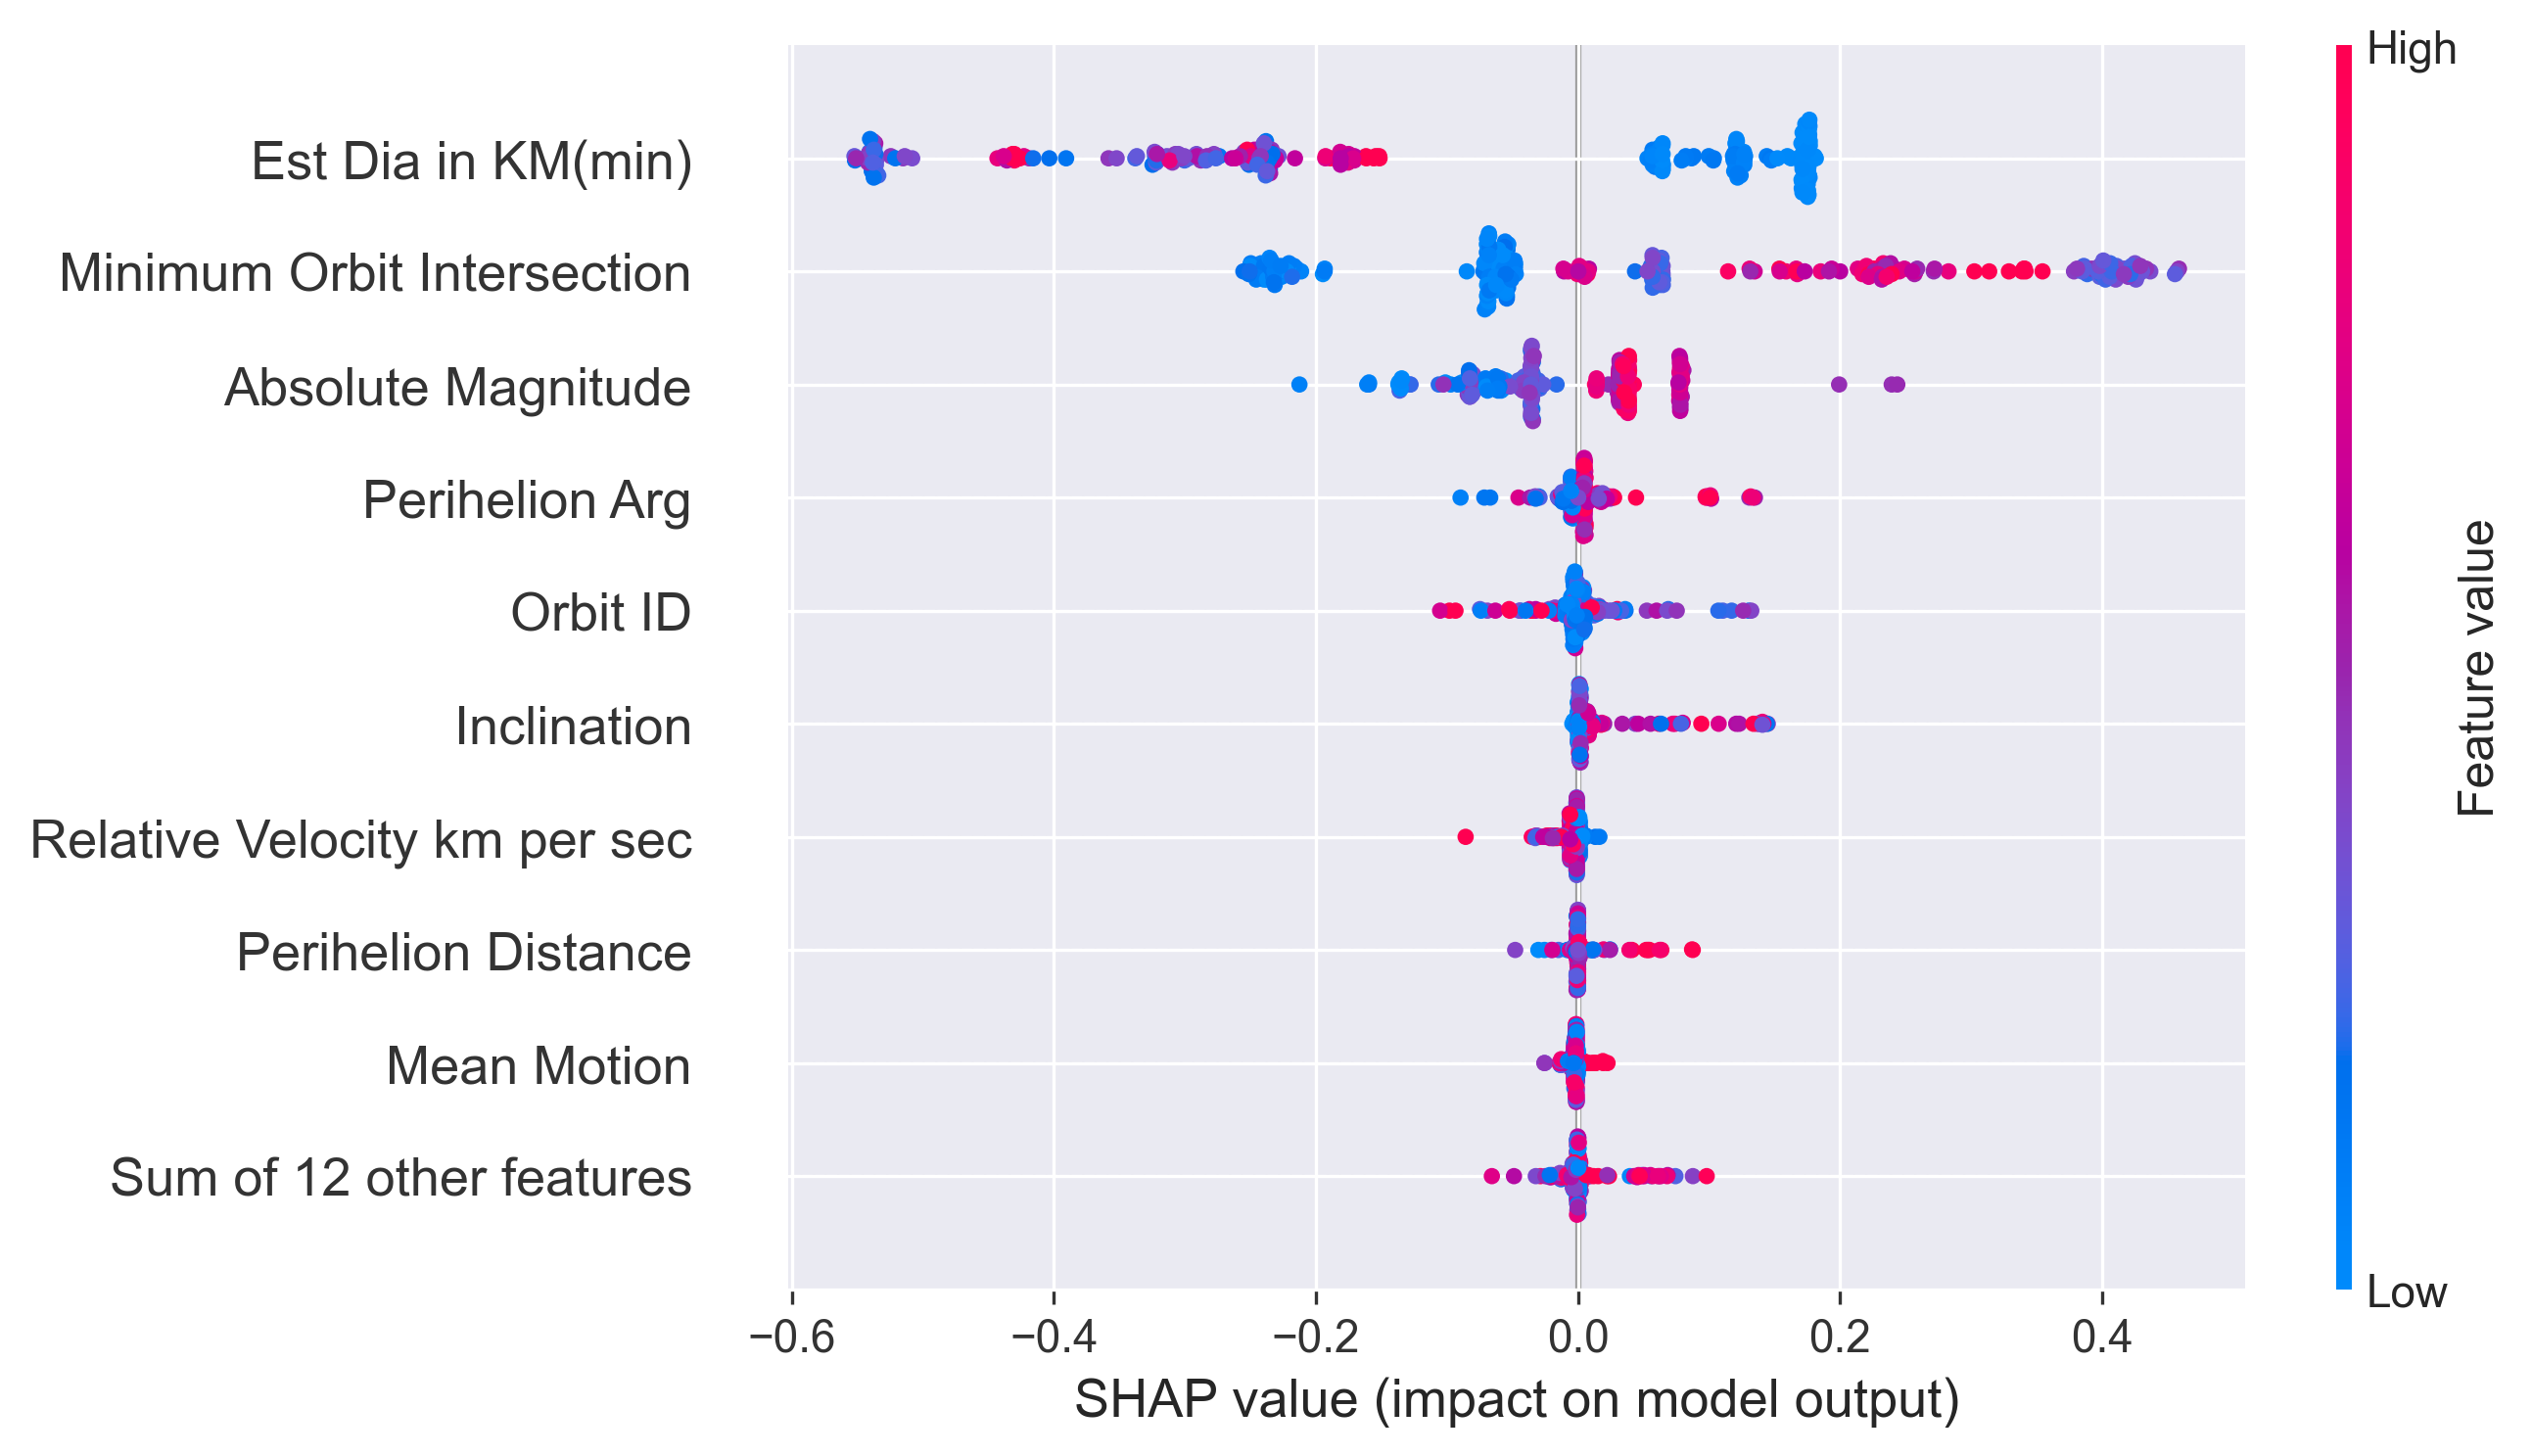 High
Est Dia in KM(min)
Minimum Orbit Intersection
Absolute Magnitude
Perihelion Arg
Orbit ID
Inclination
Relative Velocity km per sec
Perihelion Distance
Mean Motion
Sum of 12 other features
Feature value
Low
−0.6 −0.4 −0.2 0.0 0.2 0.4
SHAP value (impact on model output)